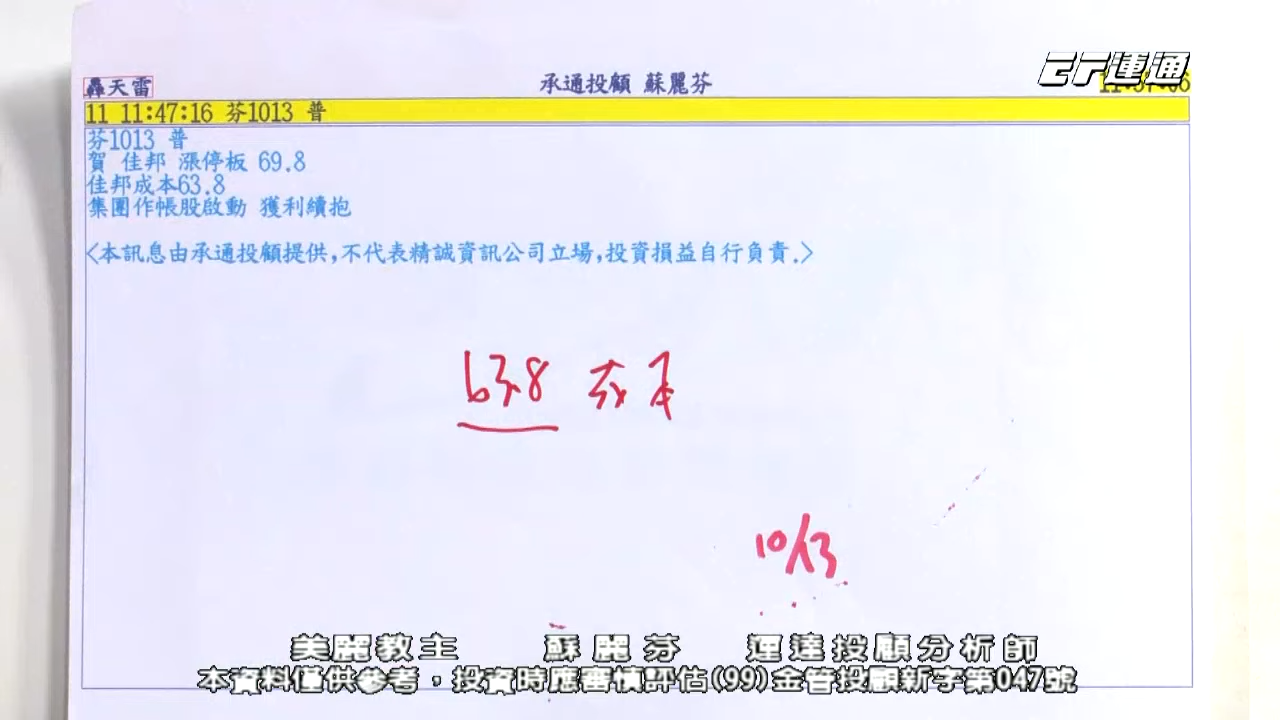 運通
轟天雷
承通投顧 蘇麗芬
11 11:47:16 芬1013 普
芬1013 普
賀 佳邦 漲停板 69.8
佳邦成本63.8
集團作帳股啟動 獲利續抱
<本訊息由承通投顧提供,不代表精誠資訊公司立場,投資損益自行負責.>
63.8 成本
10/13
美麗教主 蘇麗芬 運達投顧分析師
本資料僅供參考，投資時應審慎評估(99)金管投顧新字第047號